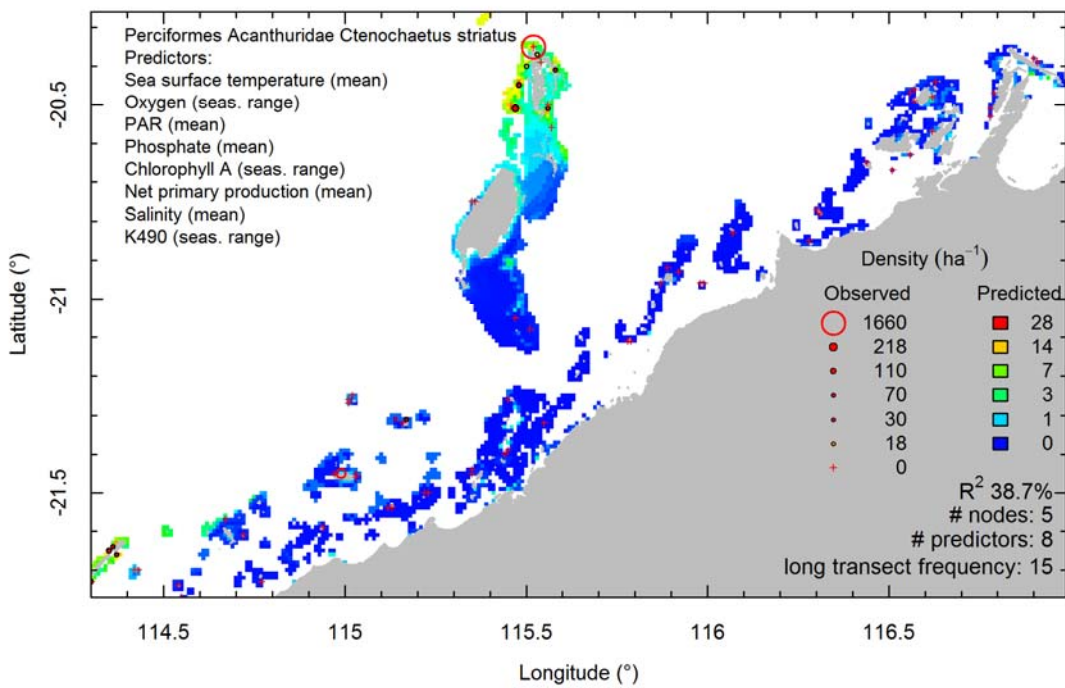 Perciformes Acanthuridae Ctenochaetus striatus
Predictors:
Sea surface temperature (mean)
Oxygen (seas. range)
PAR (mean)
Phosphate (mean)
Chlorophyll A (seas. range)
Net primary production (mean)
Salinity (mean)
K490 (seas. range)
Latitude (°)
-20.5
-21
-21.5
Density (ha⁻¹)
Observed Predicted
1660 28
218 14
110 7
70 3
30 1
18 0
0
R² 38.7%
# nodes: 5
# predictors: 8
long transect frequency: 15
114.5 115 115.5 116 116.5
Longitude (°)